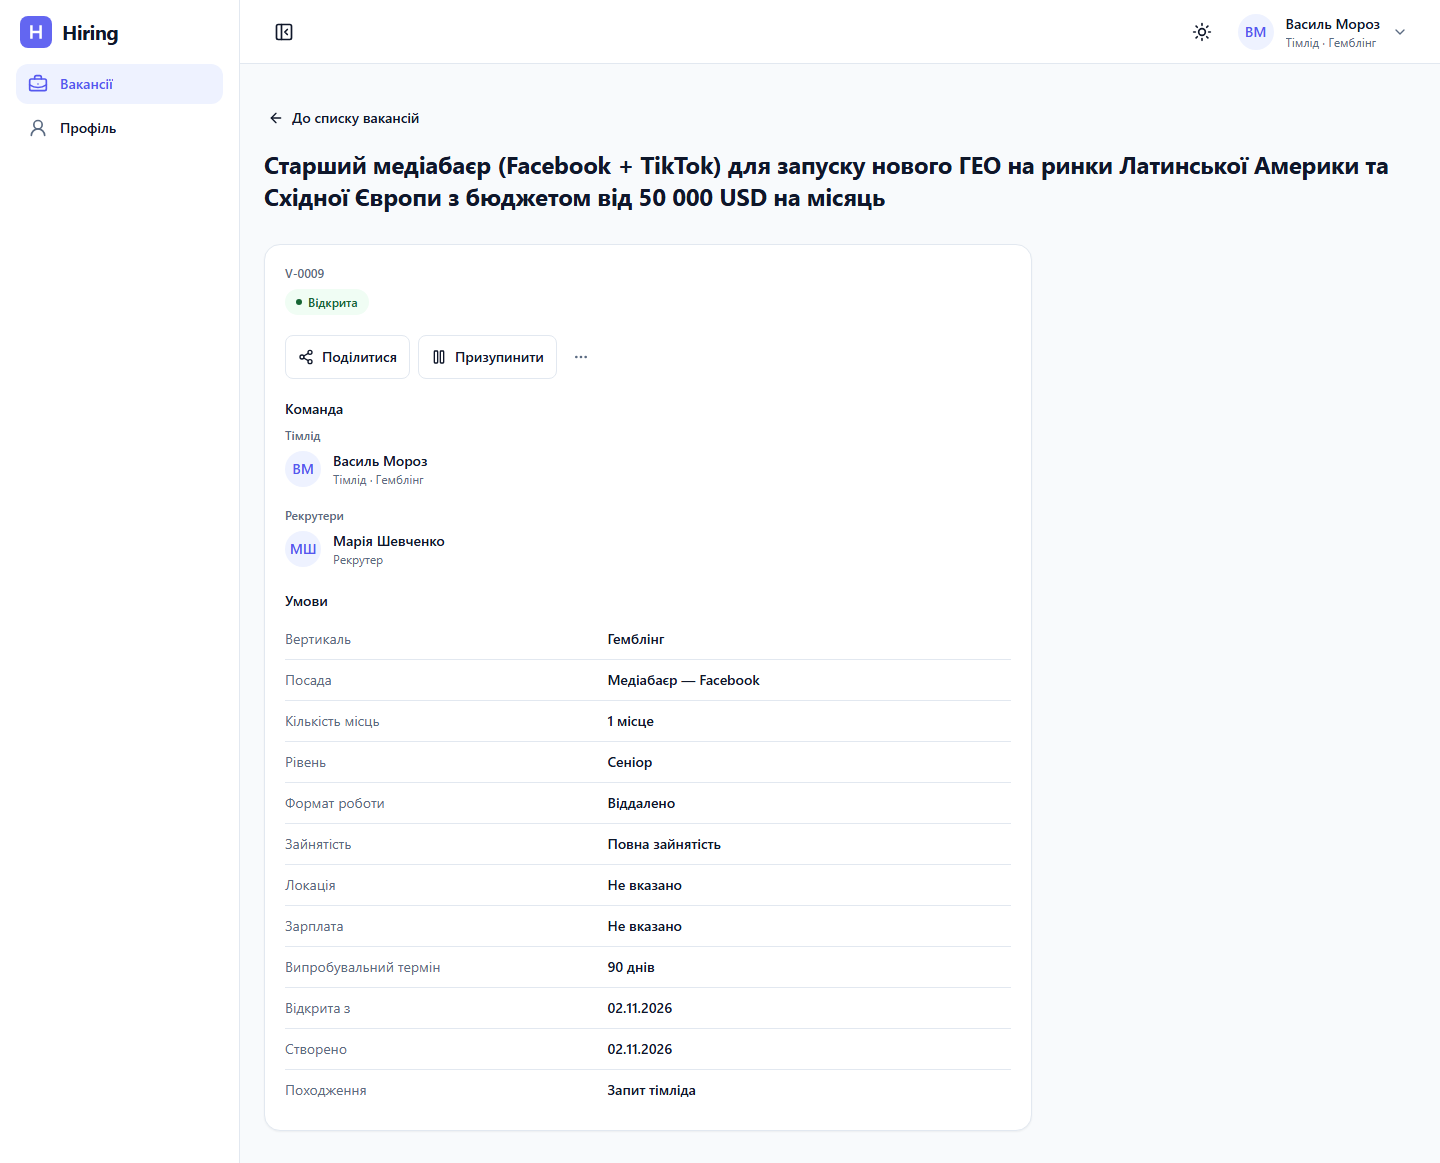 H Hiring
Вакансії
Профіль
ВМ
Василь Мороз
Тімлід · Гемблінг
До списку вакансій
Старший медіабаєр (Facebook + TikTok) для запуску нового ГЕО на ринки Латинської Америки та
Східної Європи з бюджетом від 50 000 USD на місяць
V-0009
Відкрита
Поділитися
Призупинити
Команда
Тімлід
ВМ
Василь Мороз
Тімлід · Гемблінг
Рекрутери
МШ
Марія Шевченко
Рекрутер
Умови
Вертикаль Гемблінг
Посада Медіабаєр — Facebook
Кількість місць 1 місце
Рівень Сеніор
Формат роботи Віддалено
Зайнятість Повна зайнятість
Локація Не вказано
Зарплата Не вказано
Випробувальний термін 90 днів
Відкрита з 02.11.2026
Створено 02.11.2026
Походження Запит тімліда